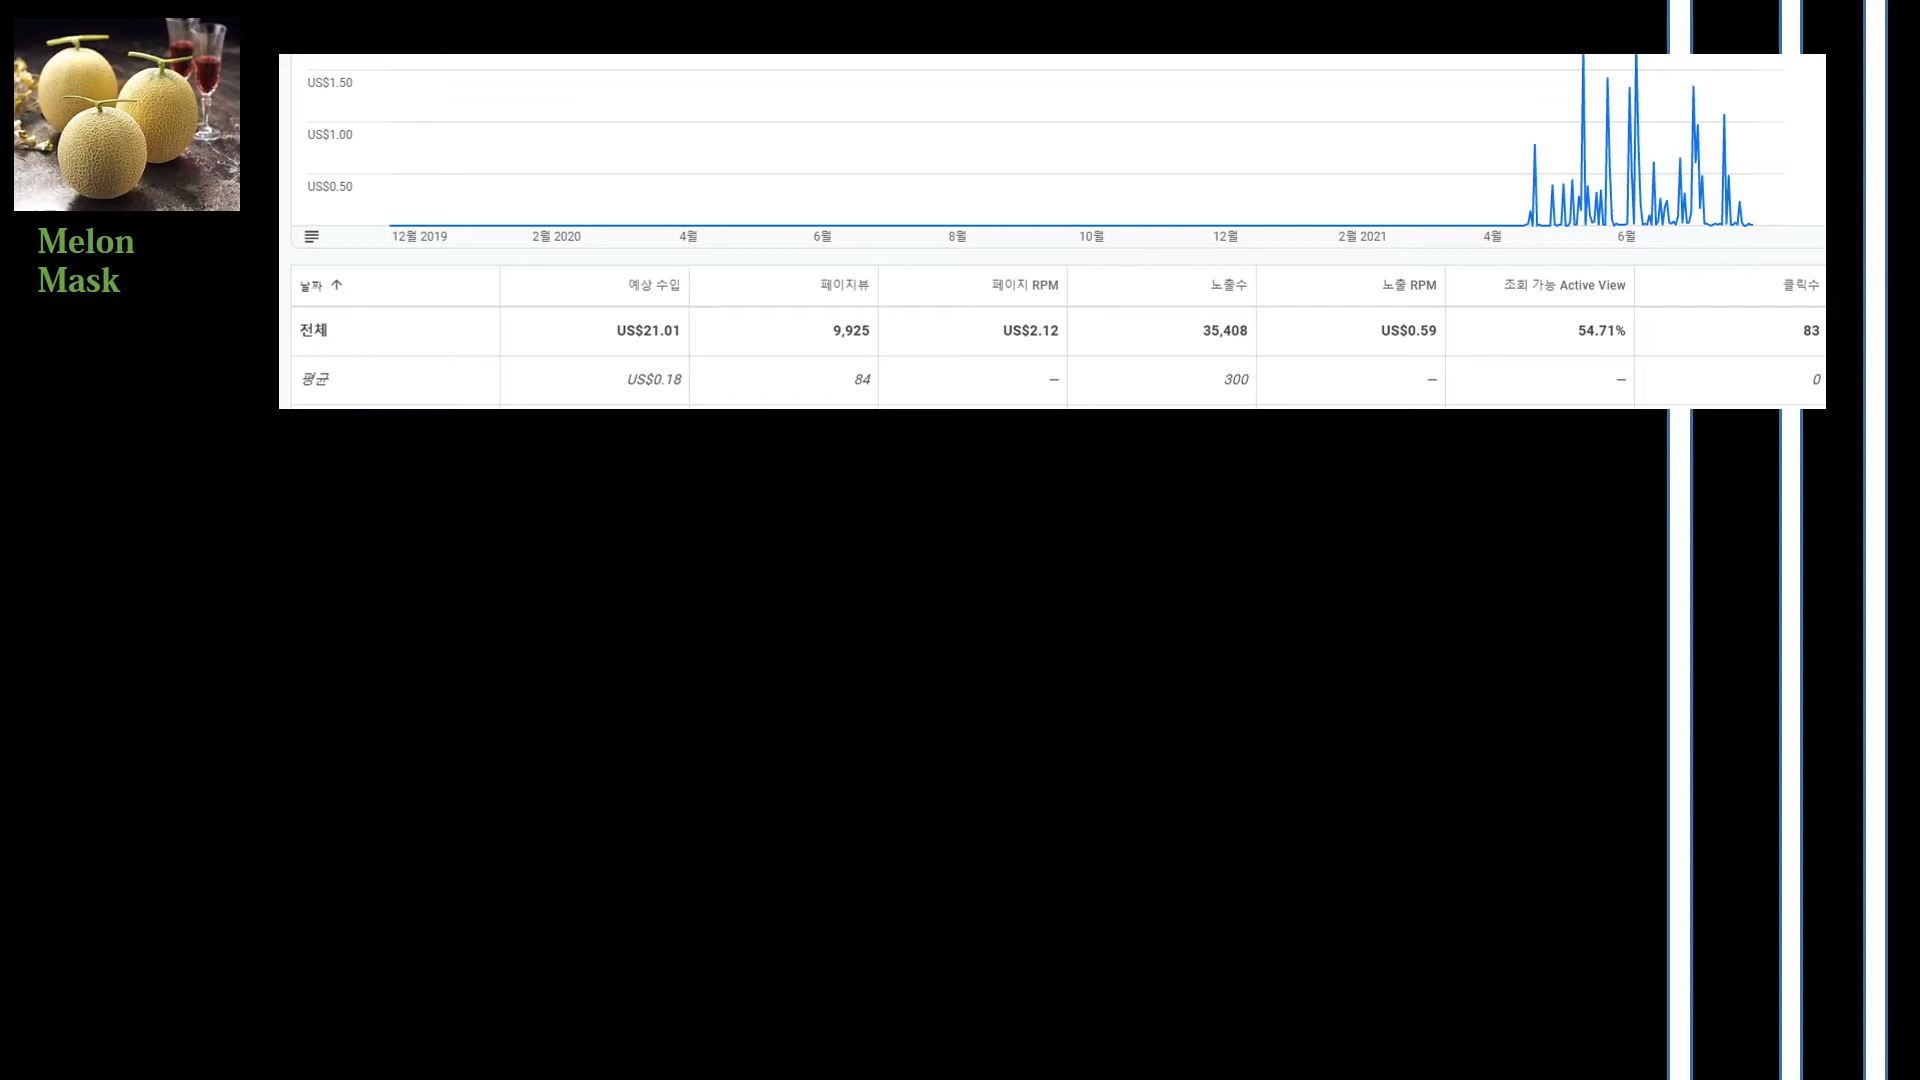 Melon
Mask
US$1.50
US$1.00
US$0.50
12월 2019 2월 2020 4월 6월 8월 10월 12월 2월 2021 4월 6월
날짜 예상 수입 페이지뷰 페이지 RPM 노출수 노출 RPM 조회 가능 Active View 클릭수
전체 US$21.01 9,925 US$2.12 35,408 US$0.59 54.71% 83
평균 US$0.18 84 — 300 — — 0